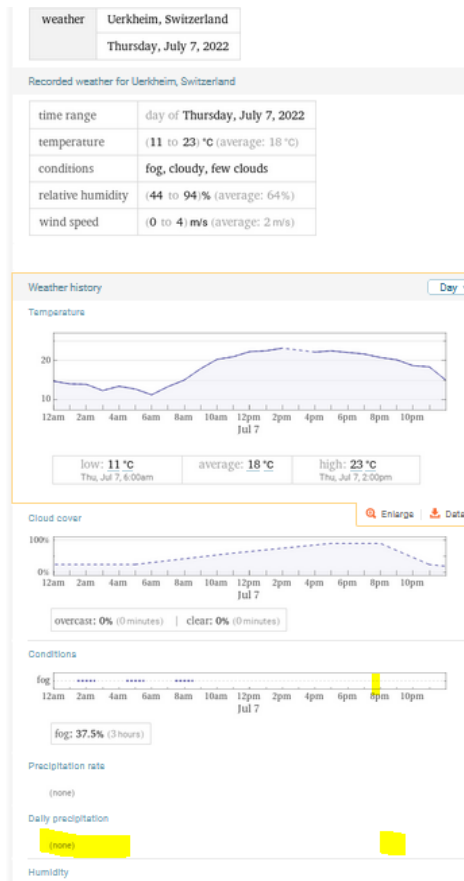 weather Uerkheim, Switzerland
Thursday, July 7, 2022
Recorded weather for Uerkheim, Switzerland
time range day of Thursday, July 7, 2022
temperature (11 to 23) °C (average: 18 °C)
conditions fog, cloudy, few clouds
relative humidity (44 to 94)% (average: 64%)
wind speed (0 to 4) m/s (average: 2 m/s)
Weather history Day
Temperature
20
10
12am 2am 4am 6am 8am 10am 12pm 2pm 4pm 6pm 8pm 10pm
Jul 7
low: 11 °C average: 18 °C high: 23 °C
Thu, Jul 7, 6:00am Thu, Jul 7, 2:00pm
Enlarge Data
Cloud cover
100%
0%
12am 2am 4am 6am 8am 10am 12pm 2pm 4pm 6pm 8pm 10pm
Jul 7
overcast: 0% (0 minutes) | clear: 0% (0 minutes)
Conditions
fog
12am 2am 4am 6am 8am 10am 12pm 2pm 4pm 6pm 8pm 10pm
Jul 7
fog: 37.5% (3 hours)
Precipitation rate
(none)
Daily precipitation
(none)
Humidity